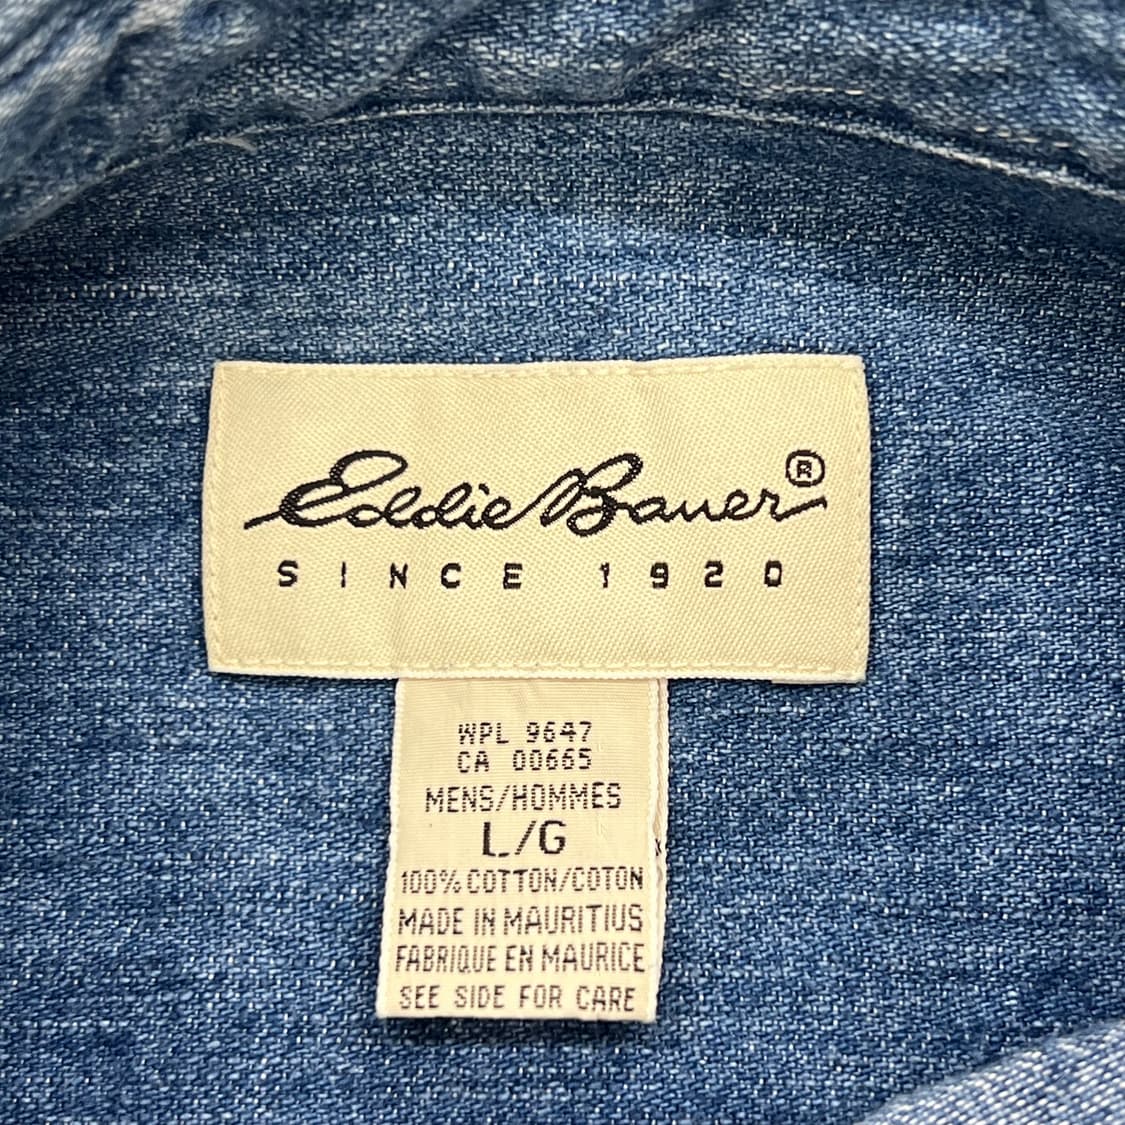 Eddie Bauer®
SINCE 1920
WPL 9647
CA 00665
MENS/HOMMES
L/G
100% COTTON/COTON
MADE IN MAURITIUS
FABRIQUE EN MAURICE
SEE SIDE FOR CARE